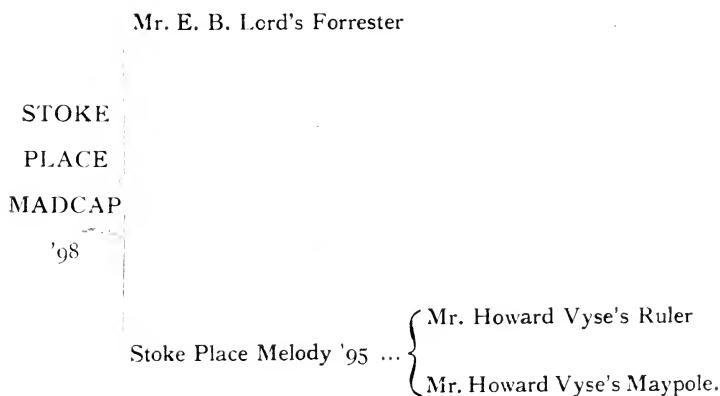 Mr. E. B. Lord's Forrester
STOKE
PLACE
MADCAP
'98
Mr. Howard Vyse's Ruler
Stoke Place Melody '95 ...
Mr. Howard Vyse's Maypole.